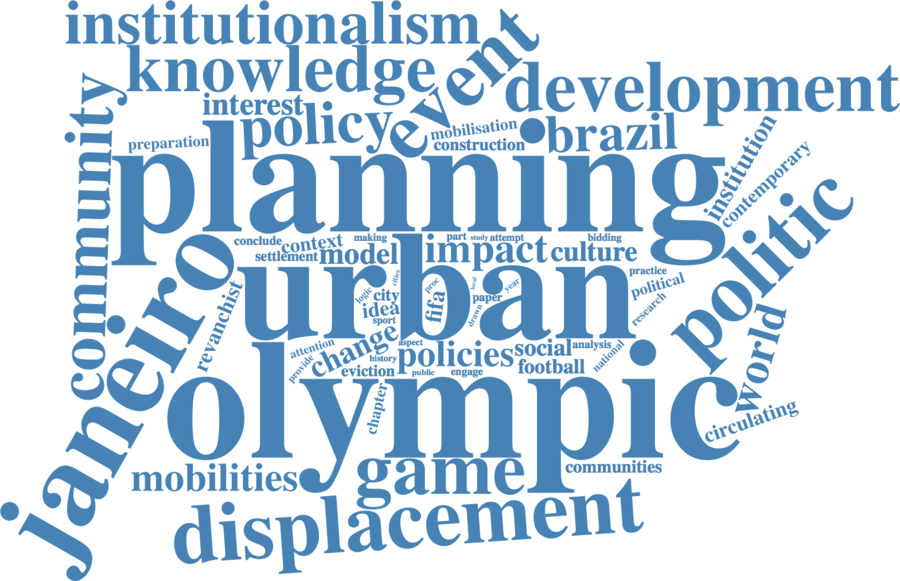 institutionalism
knowledge
event
development
interest
policy
mobilisation
construction
brazil
preparation
community
planning
institution
contemporary
politic
conclude
context
making
part
study
attempt
bidding
settlement
model
impact
culture
janeiro
revanchist
urban
cities
logic
city
idea
sport
proc
fifa
local
paper
year
drawn
practice
political
research
attention
provide
change
history
eviction
aspect
policies
public
engage
social
football
analysis
national
world
olympic
chapter
circulating
mobilities
game
communities
displacement